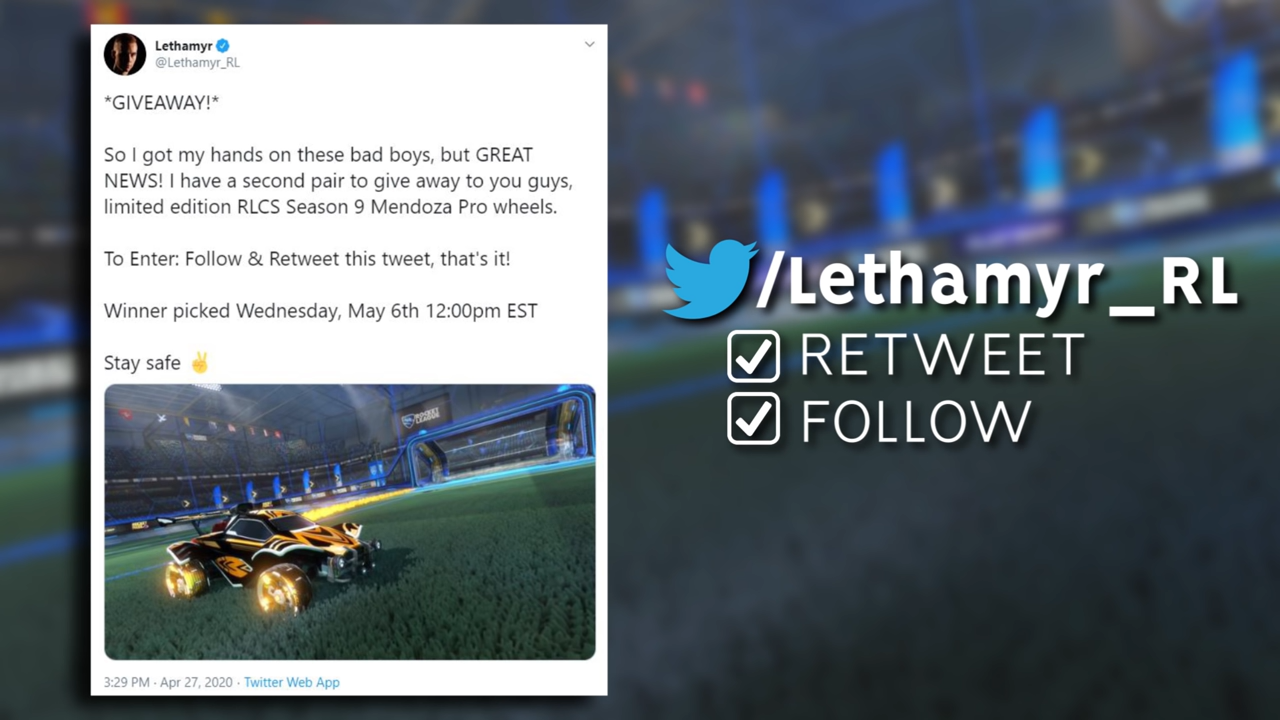 Lethamyr
@Lethamyr_RL
*GIVEAWAY!*
So I got my hands on these bad boys, but GREAT
NEWS! I have a second pair to give away to you guys,
limited edition RLCS Season 9 Mendoza Pro wheels.
To Enter: Follow & Retweet this tweet, that's it!
Winner picked Wednesday, May 6th 12:00pm EST
Stay safe ✌
ROCKET
LEAGUE
3:29 PM · Apr 27, 2020 · Twitter Web App
/Lethamyr_RL
RETWEET
FOLLOW